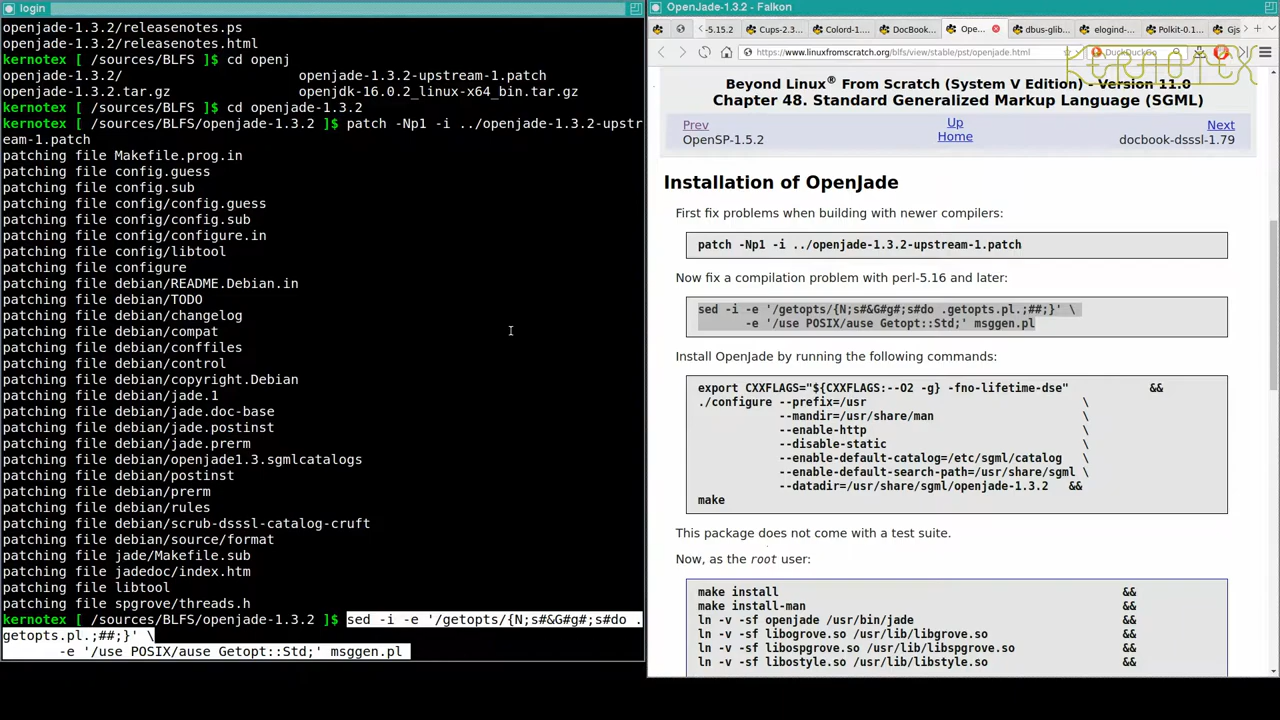 login
openjade-1.3.2/releasenotes.ps
openjade-1.3.2/releasenotes.html
kernotex [ /sources/BLFS ]$ cd openj
openjade-1.3.2/ openjade-1.3.2-upstream-1.patch
openjade-1.3.2.tar.gz openjdk-16.0.2_linux-x64_bin.tar.gz
kernotex [ /sources/BLFS ]$ cd openjade-1.3.2
kernotex [ /sources/BLFS/openjade-1.3.2 ]$ patch -Np1 -i ../openjade-1.3.2-upstr
eam-1.patch
patching file Makefile.prog.in
patching file config.guess
patching file config.sub
patching file config/config.guess
patching file config/config.sub
patching file config/configure.in
patching file config/libtool
patching file configure
patching file debian/README.Debian.in
patching file debian/TODO
patching file debian/changelog
patching file debian/compat
patching file debian/conffiles
patching file debian/control
patching file debian/copyright.Debian
patching file debian/jade.1
patching file debian/jade.doc-base
patching file debian/jade.postinst
patching file debian/jade.prerm
patching file debian/openjade1.3.sgmlcatalogs
patching file debian/postinst
patching file debian/prerm
patching file debian/rules
patching file debian/scrub-dsssl-catalog-cruft
patching file debian/source/format
patching file jade/Makefile.sub
patching file jadedoc/index.htm
patching file libtool
patching file spgrove/threads.h
kernotex [ /sources/BLFS/openjade-1.3.2 ]$ sed -i -e '/getopts/{N;s#&G#g#;s#do .
getopts.pl.;##;}' \
-e '/use POSIX/ause Getopt::Std;' msggen.pl
OpenJade-1.3.2 - Falkon
-5.15.2 Cups-2.3... Colord-1.... DocBook... Ope... dbus-glib... elogind-... Polkit-0.1... Gjs
https://www.linuxfromscratch.org/blfs/view/stable/pst/openjade.html DuckDuckGo
KERNOTEX
Beyond Linux® From Scratch (System V Edition) - Version 11.0
Chapter 48. Standard Generalized Markup Language (SGML)
Prev Up Next
OpenSP-1.5.2 Home docbook-dsssl-1.79
Installation of OpenJade
First fix problems when building with newer compilers:
patch -Np1 -i ../openjade-1.3.2-upstream-1.patch
Now fix a compilation problem with perl-5.16 and later:
sed -i -e '/getopts/{N;s#&G#g#;s#do .getopts.pl.;##;}' \
-e '/use POSIX/ause Getopt::Std;' msggen.pl
Install OpenJade by running the following commands:
export CXXFLAGS="${CXXFLAGS:--O2 -g} -fno-lifetime-dse" &&
./configure --prefix=/usr \
--mandir=/usr/share/man \
--enable-http \
--disable-static \
--enable-default-catalog=/etc/sgml/catalog \
--enable-default-search-path=/usr/share/sgml \
--datadir=/usr/share/sgml/openjade-1.3.2 &&
make
This package does not come with a test suite.
Now, as the root user:
make install &&
make install-man &&
ln -v -sf openjade /usr/bin/jade &&
ln -v -sf libogrove.so /usr/lib/libgrove.so &&
ln -v -sf libospgrove.so /usr/lib/libspgrove.so &&
ln -v -sf libostyle.so /usr/lib/libstyle.so &&